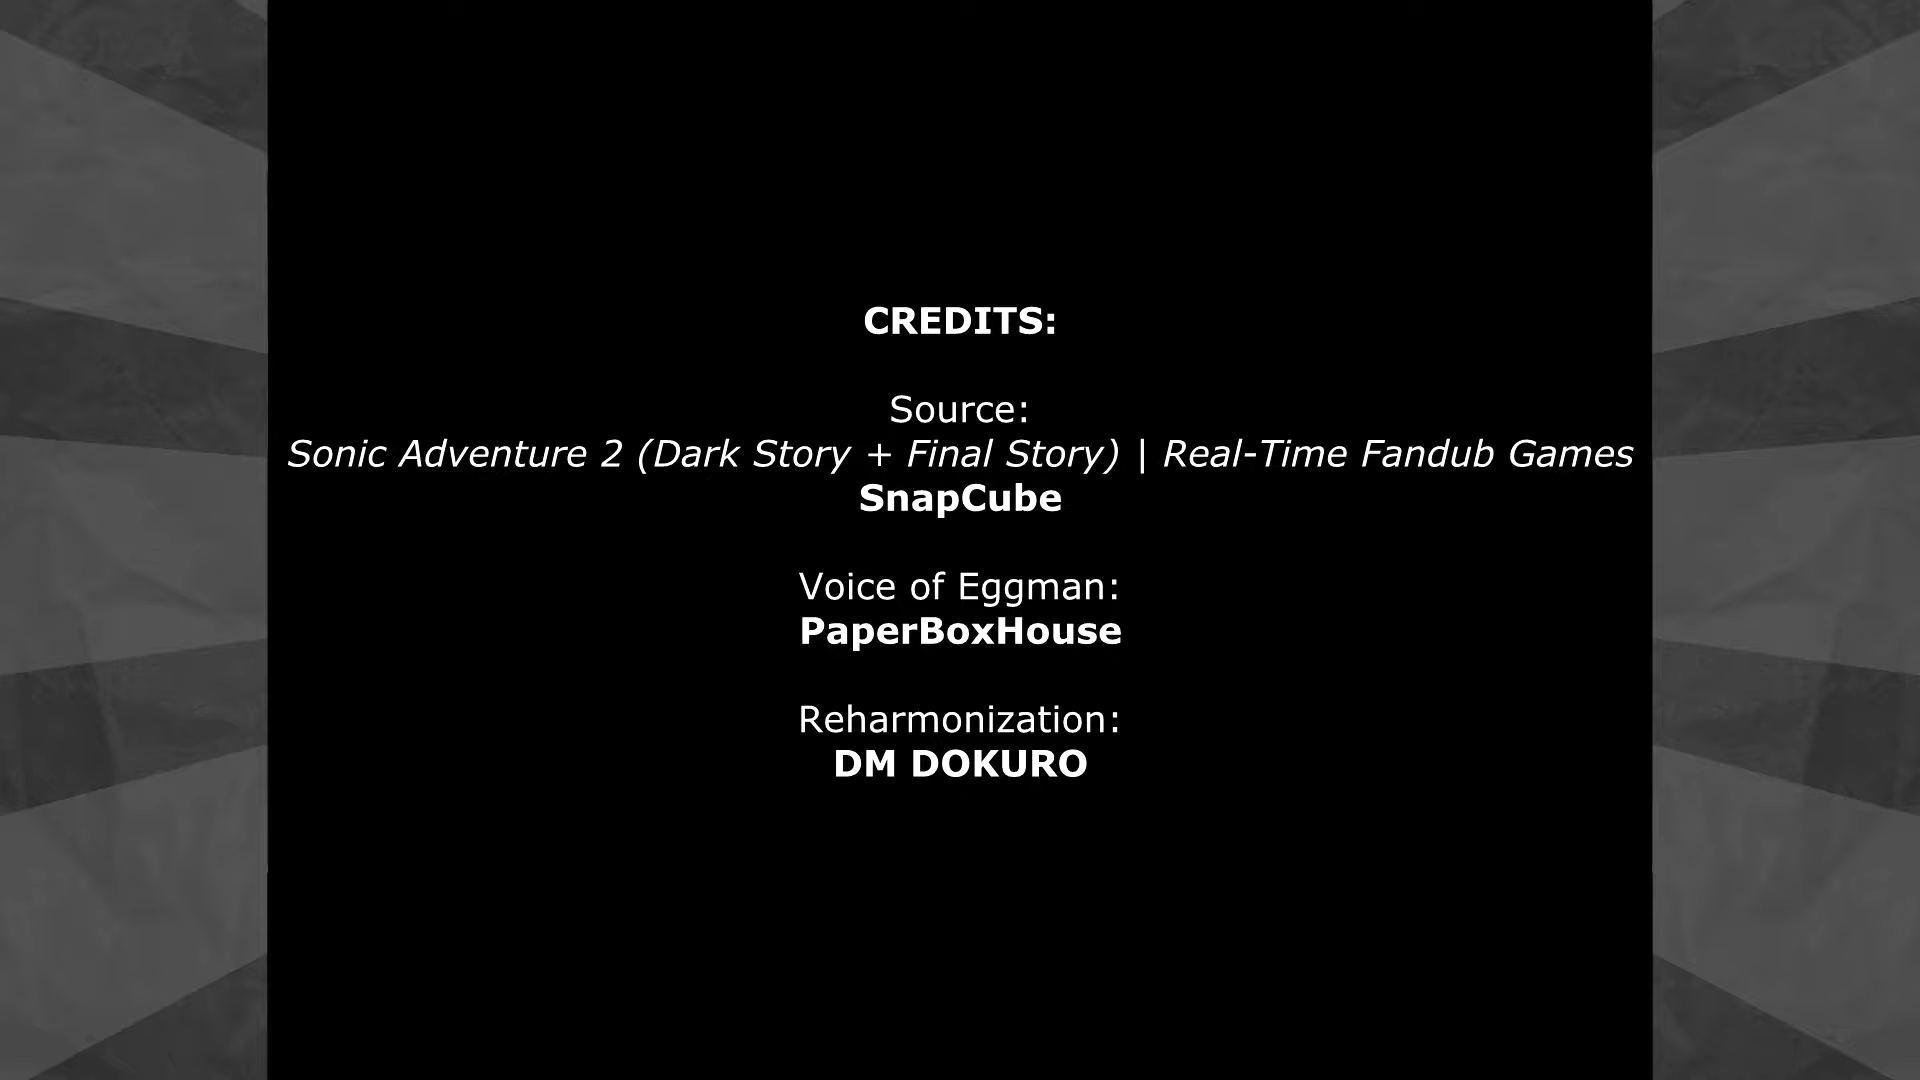 CREDITS:
Source:
Sonic Adventure 2 (Dark Story + Final Story) | Real-Time Fandub Games
SnapCube
Voice of Eggman:
PaperBoxHouse
Reharmonization:
DM DOKURO